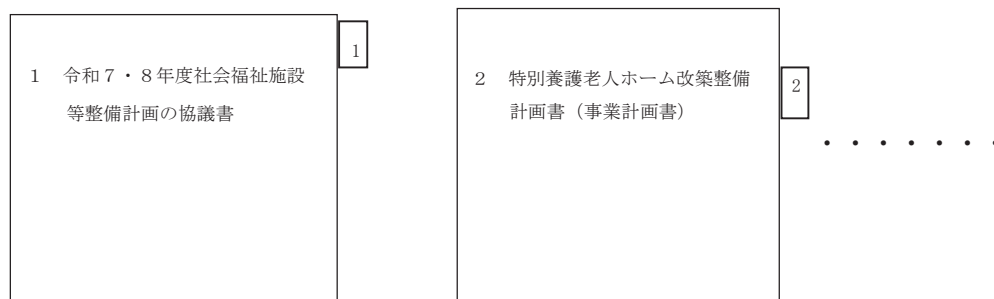 1　令和７・８年度社会福祉施設
等整備計画の協議書
1
2　特別養護老人ホーム改築整備
計画書（事業計画書）
2
・・・・・・・